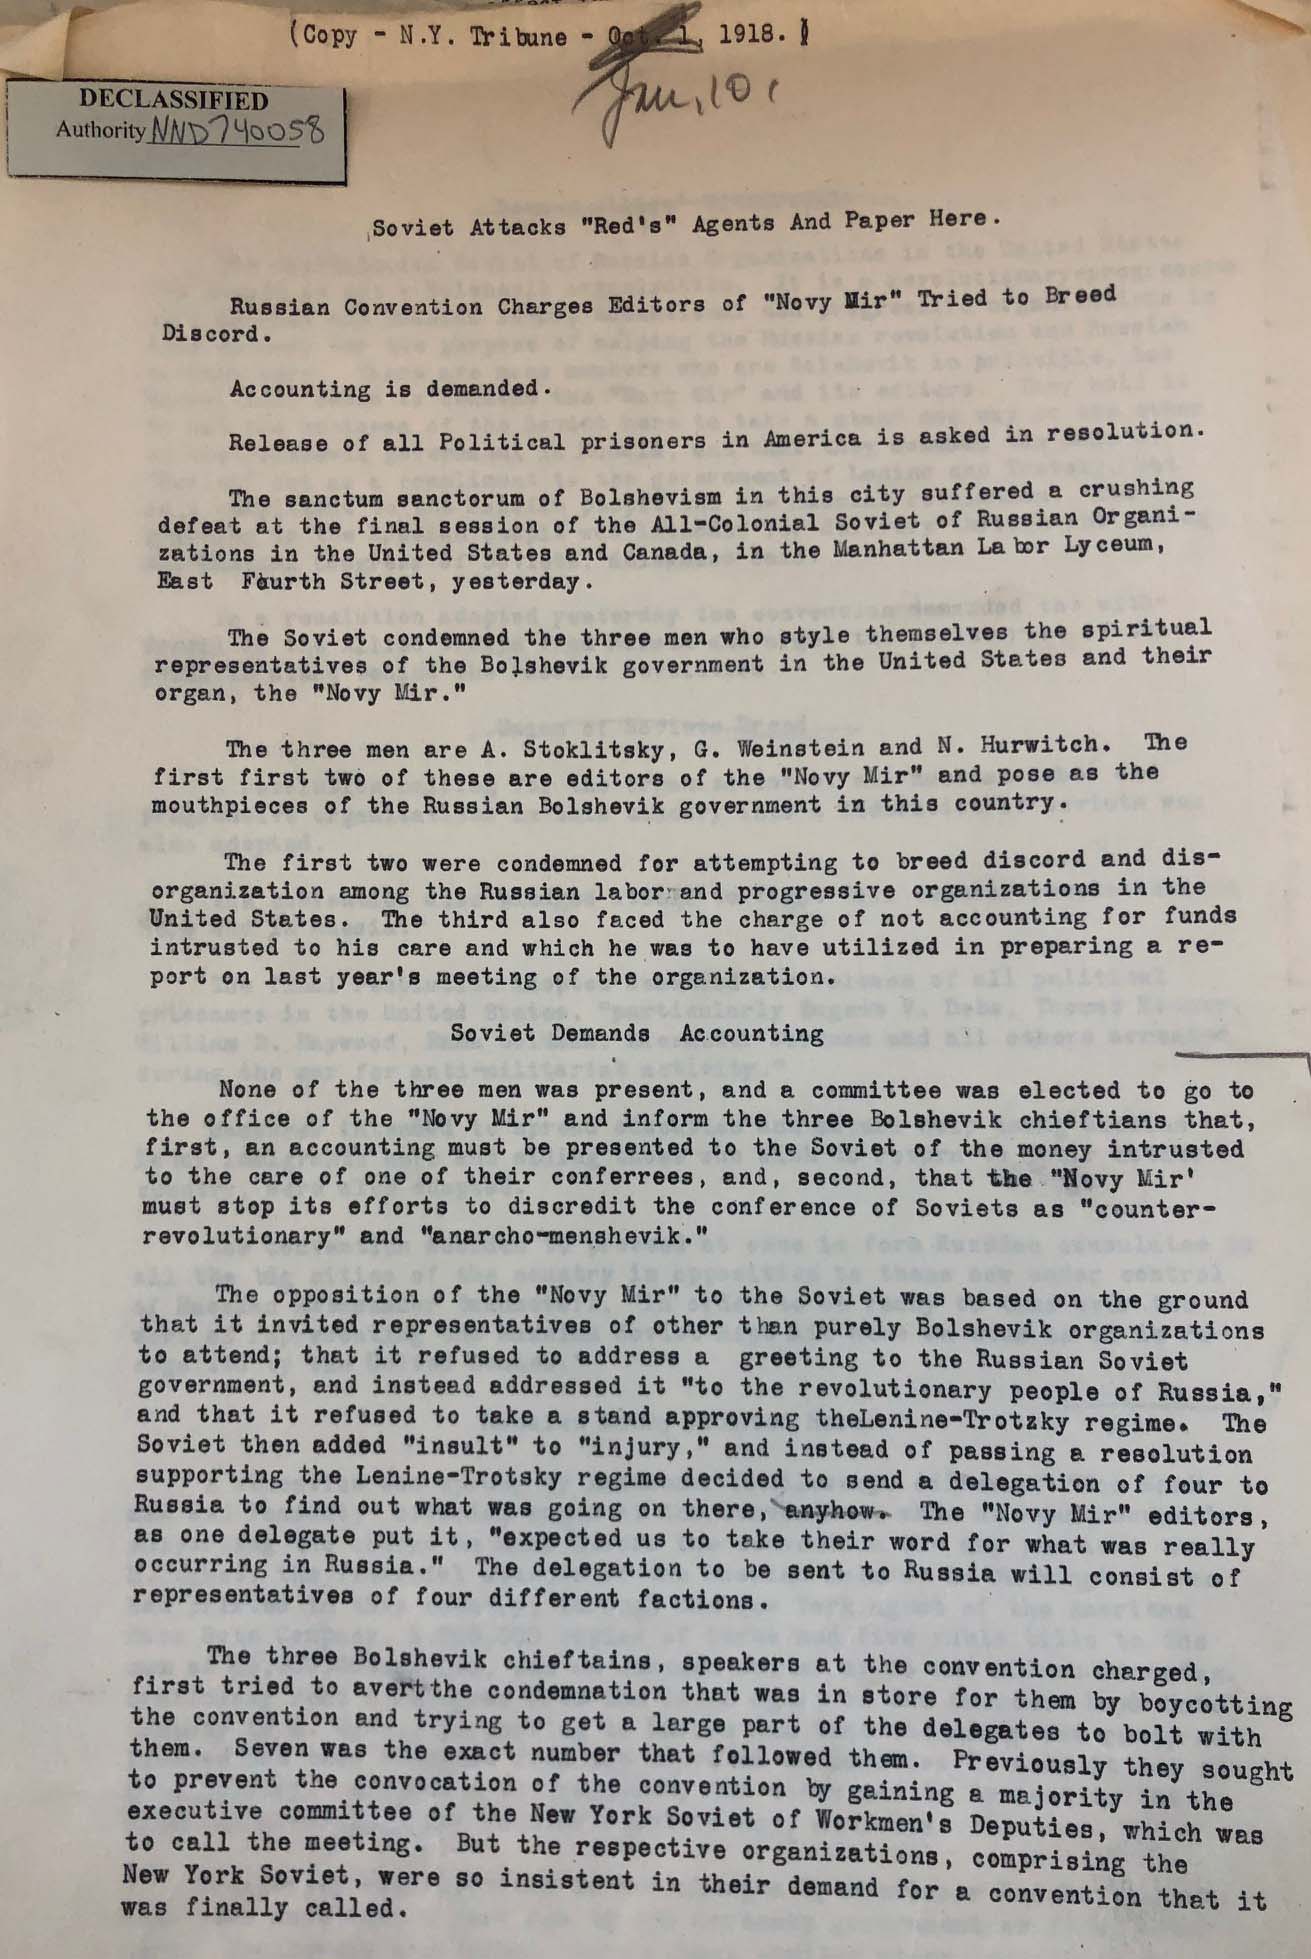 (Copy - N.Y. Tribune - Oct. 1, 1918. )
Jan, 10,
DECLASSIFIED
Authority NND740058
Soviet Attacks "Red's" Agents And Paper Here.
Russian Convention Charges Editors of "Novy Mir" Tried to Breed
Discord.
Accounting is demanded.
Release of all Political prisoners in America is asked in resolution.
The sanctum sanctorum of Bolshevism in this city suffered a crushing
defeat at the final session of the All-Colonial Soviet of Russian Organi-
zations in the United States and Canada, in the Manhattan La bor Lyceum,
East Fourth Street, yesterday.
The Soviet condemned the three men who style themselves the spiritual
representatives of the Bolshevik government in the United States and their
organ, the "Novy Mir."
The three men are A. Stoklitsky, G. Weinstein and N. Hurwitch. The
first first two of these are editors of the "Novy Mir" and pose as the
mouthpieces of the Russian Bolshevik government in this country.
The first two were condemned for attempting to breed discord and dis-
organization among the Russian labor and progressive organizations in the
United States. The third also faced the charge of not accounting for funds
intrusted to his care and which he was to have utilized in preparing a re-
port on last year's meeting of the organization.
Soviet Demands Accounting
None of the three men was present, and a committee was elected to go to
the office of the "Novy Mir" and inform the three Bolshevik chieftians that,
first, an accounting must be presented to the Soviet of the money intrusted
to the care of one of their conferrees, and, second, that the "Novy Mir'
must stop its efforts to discredit the conference of Soviets as "counter-
revolutionary" and "anarcho-menshevik."
The opposition of the "Novy Mir" to the Soviet was based on the ground
that it invited representatives of other than purely Bolshevik organizations
to attend; that it refused to address a greeting to the Russian Soviet
government, and instead addressed it "to the revolutionary people of Russia,"
and that it refused to take a stand approving theLenine-Trotzky regime. The
Soviet then added "insult" to "injury," and instead of passing a resolution
supporting the Lenine-Trotsky regime decided to send a delegation of four to
Russia to find out what was going on there, anyhow. The "Novy Mir" editors,
as one delegate put it, "expected us to take their word for what was really
occurring in Russia." The delegation to be sent to Russia will consist of
representatives of four different factions.
The three Bolshevik chieftains, speakers at the convention charged,
first tried to avert the condemnation that was in store for them by boycotting
the convention and trying to get a large part of the delegates to bolt with
them. Seven was the exact number that followed them. Previously they sought
to prevent the convocation of the convention by gaining a majority in the
executive committee of the New York Soviet of Workmen's Deputies, which was
to call the meeting. But the respective organizations, comprising the
New York Soviet, were so insistent in their demand for a convention that it
was finally called.